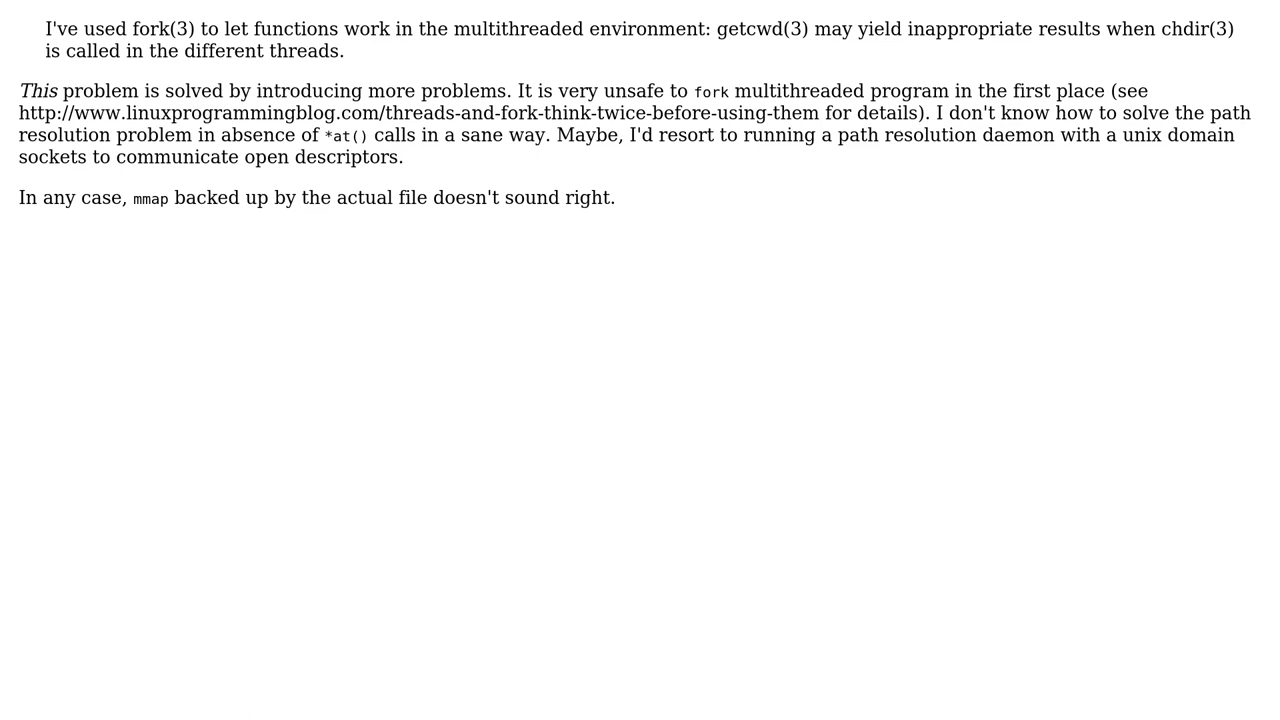 I've used fork(3) to let functions work in the multithreaded environment: getcwd(3) may yield inappropriate results when chdir(3)
is called in the different threads.
This problem is solved by introducing more problems. It is very unsafe to fork multithreaded program in the first place (see
http://www.linuxprogrammingblog.com/threads-and-fork-think-twice-before-using-them for details). I don't know how to solve the path
resolution problem in absence of *at() calls in a sane way. Maybe, I'd resort to running a path resolution daemon with a unix domain
sockets to communicate open descriptors.
In any case, mmap backed up by the actual file doesn't sound right.